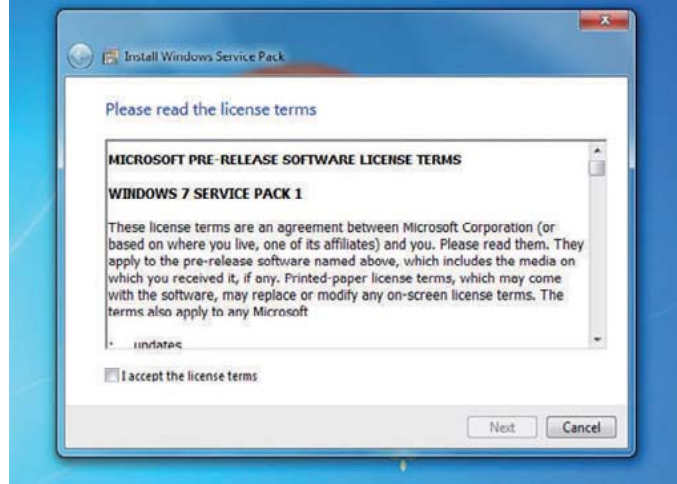 Install Windows Service Pack
Please read the license terms
MICROSOFT PRE-RELEASE SOFTWARE LICENSE TERMS
WINDOWS 7 SERVICE PACK 1
These license terms are an agreement between Microsoft Corporation (or
based on where you live, one of its affiliates) and you. Please read them. They
apply to the pre-release software named above, which includes the media on
which you received it, if any. Printed-paper license terms, which may come
with the software, may replace or modify any on-screen license terms. The
terms also apply to any Microsoft
· updates
I accept the license terms
Next Cancel